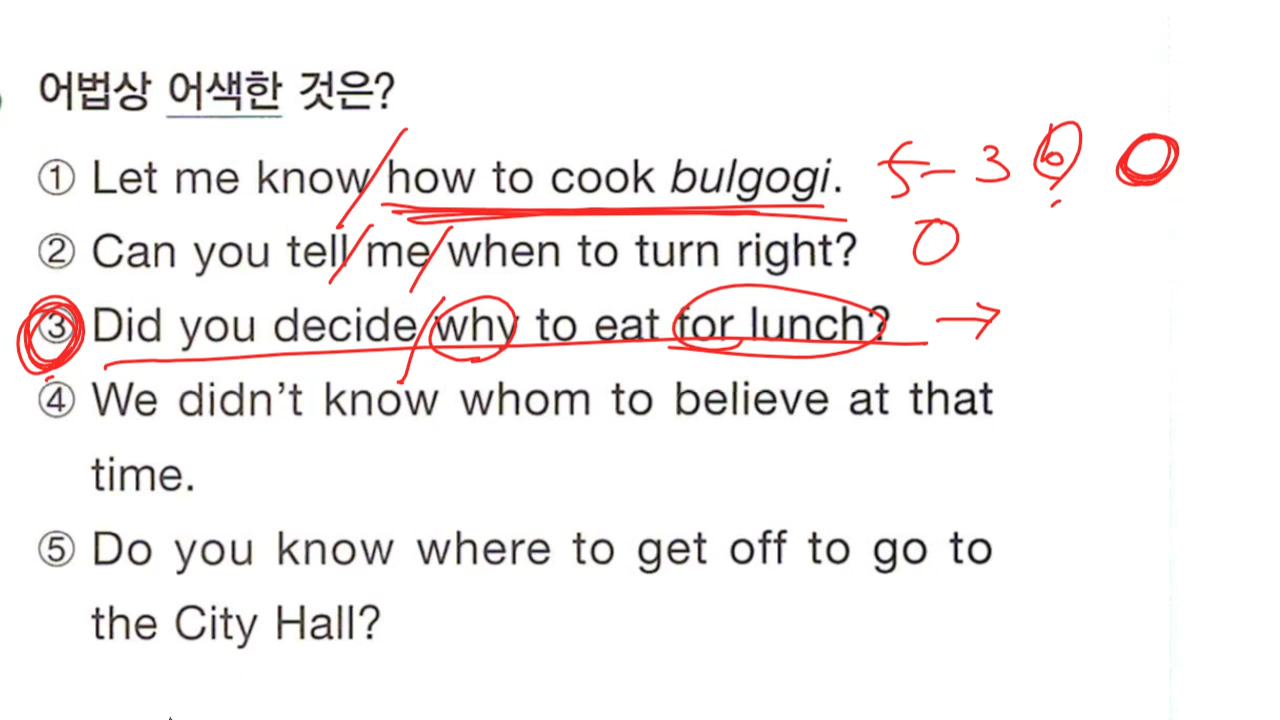 어법상 어색한 것은?
① Let me know how to cook bulgogi. 5-3 6 O
② Can you tell me when to turn right? O
③ Did you decide why to eat for lunch? →
④ We didn't know whom to believe at that
time.
⑤ Do you know where to get off to go to
the City Hall?